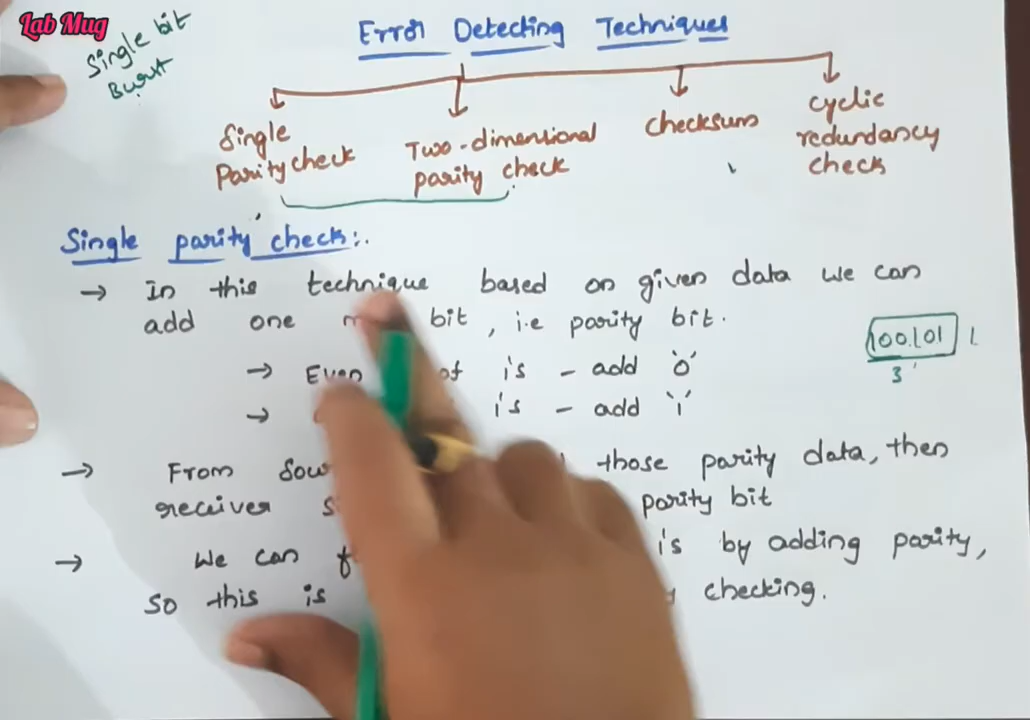 Lab Mug
Single bit
Burst
Error Detecting Techniques
Single
Parity check
Two-dimensional
parity check
checksum
cyclic
redundancy
check
Single parity check:.
→ In this technique based on given data we can
add one bit, i.e parity bit.
→ Even of 1's - add '0'
→ 1's - add '1'
100101 1
3
→ From those parity data, then
receiver parity bit
→ We can 1's by adding parity,
So this is checking.